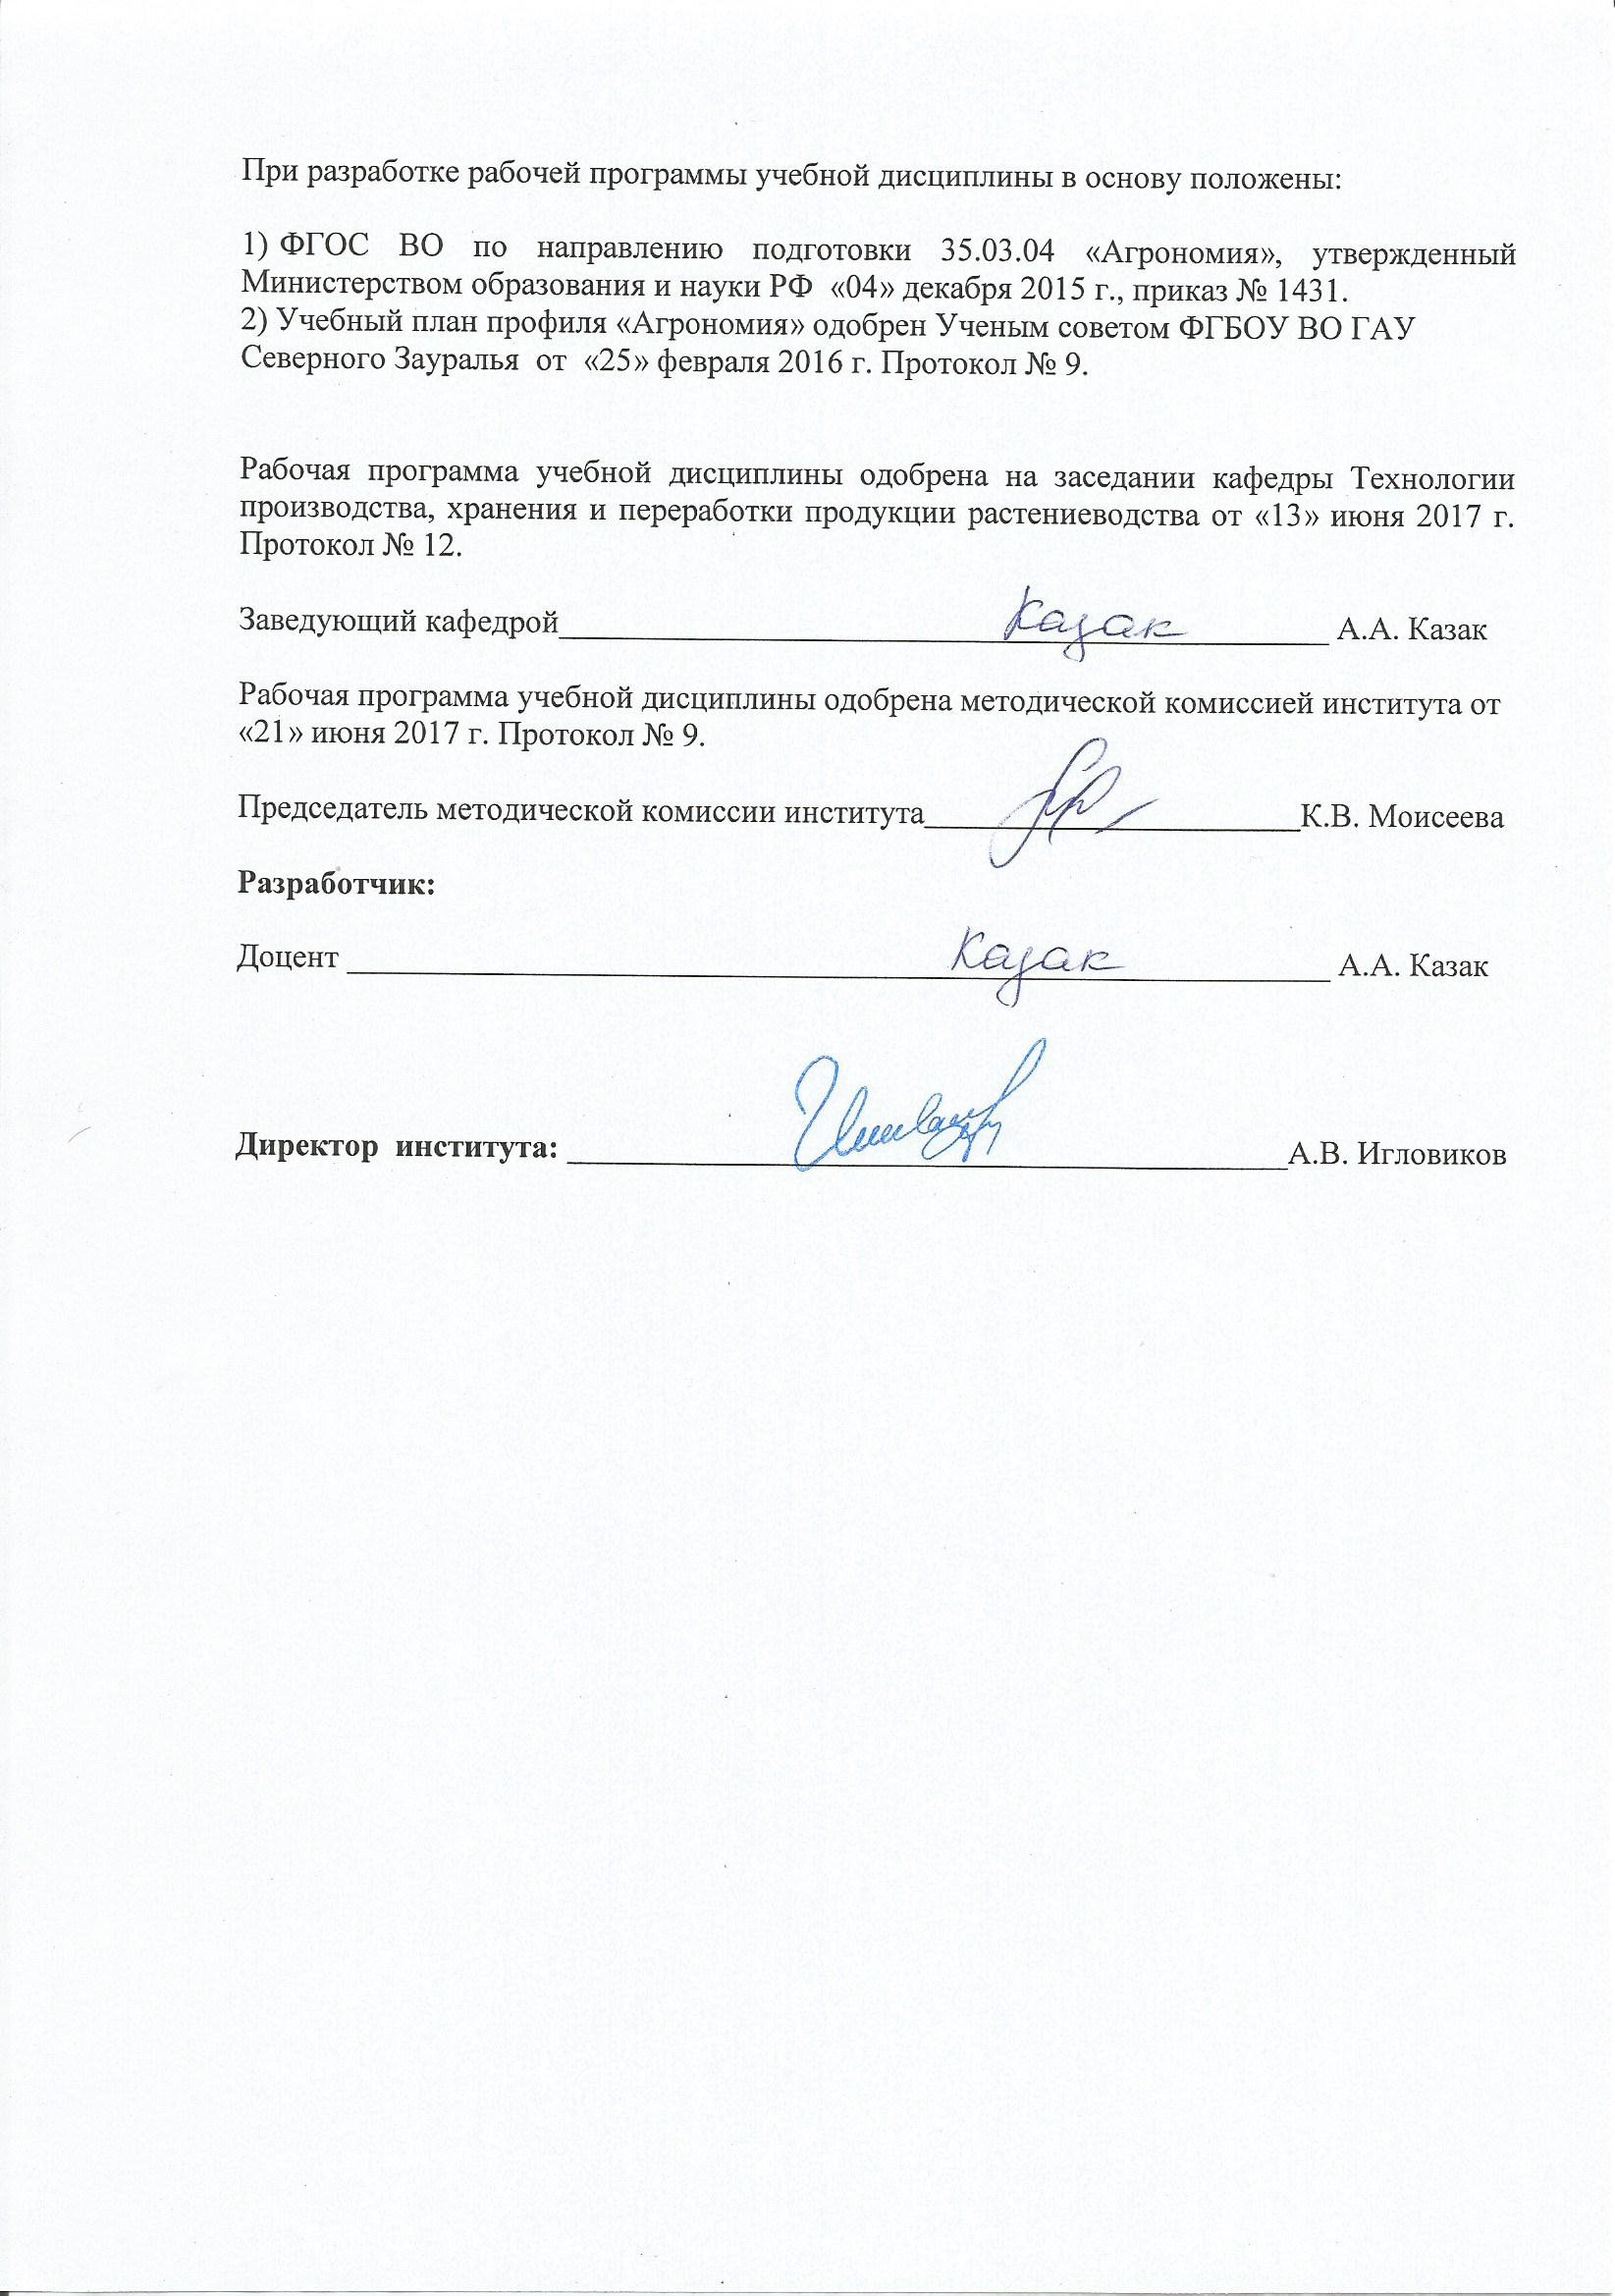 При разработке рабочей программы учебной дисциплины в основу положены:
1) ФГОС ВО по направлению подготовки 35.03.04 «Агрономия», утвержденный
Министерством образования и науки РФ «04» декабря 2015 г., приказ № 1431.
2) Учебный план профиля «Агрономия» одобрен Ученым советом ФГБОУ ВО ГАУ
Северного Зауралья от «25» февраля 2016 г. Протокол № 9.
Рабочая программа учебной дисциплины одобрена на заседании кафедры Технологии
производства, хранения и переработки продукции растениеводства от «13» июня 2017 г.
Протокол № 12.
Заведующий кафедрой Казак А.А. Казак
Рабочая программа учебной дисциплины одобрена методической комиссией института от
«21» июня 2017 г. Протокол № 9.
Председатель методической комиссии института К.В. Моисеева
Разработчик:
Доцент Казак А.А. Казак
Директор института: А.В. Игловиков